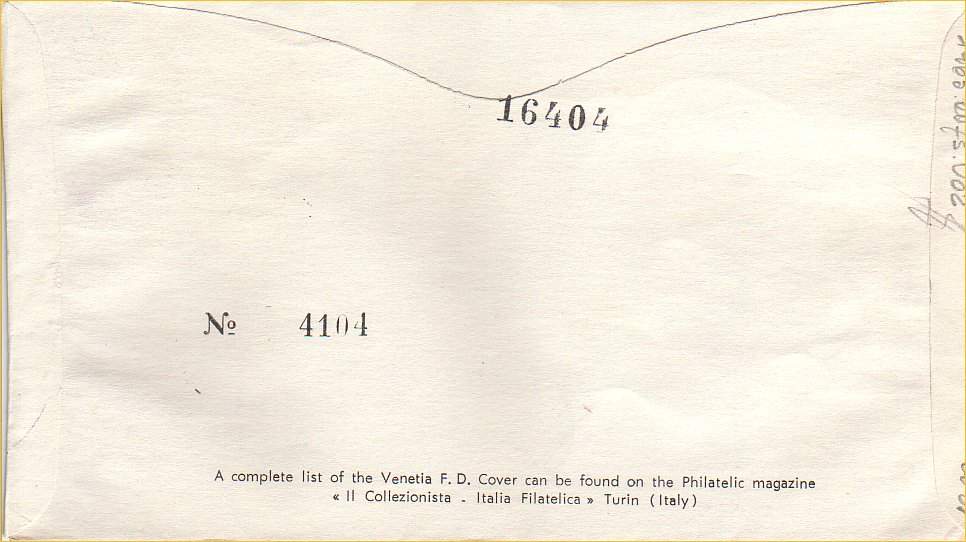 16404
№ 4104
A complete list of the Venetia F. D. Cover can be found on the Philatelic magazine
« Il Collezionista - Italia Filatelica » Turin (Italy)